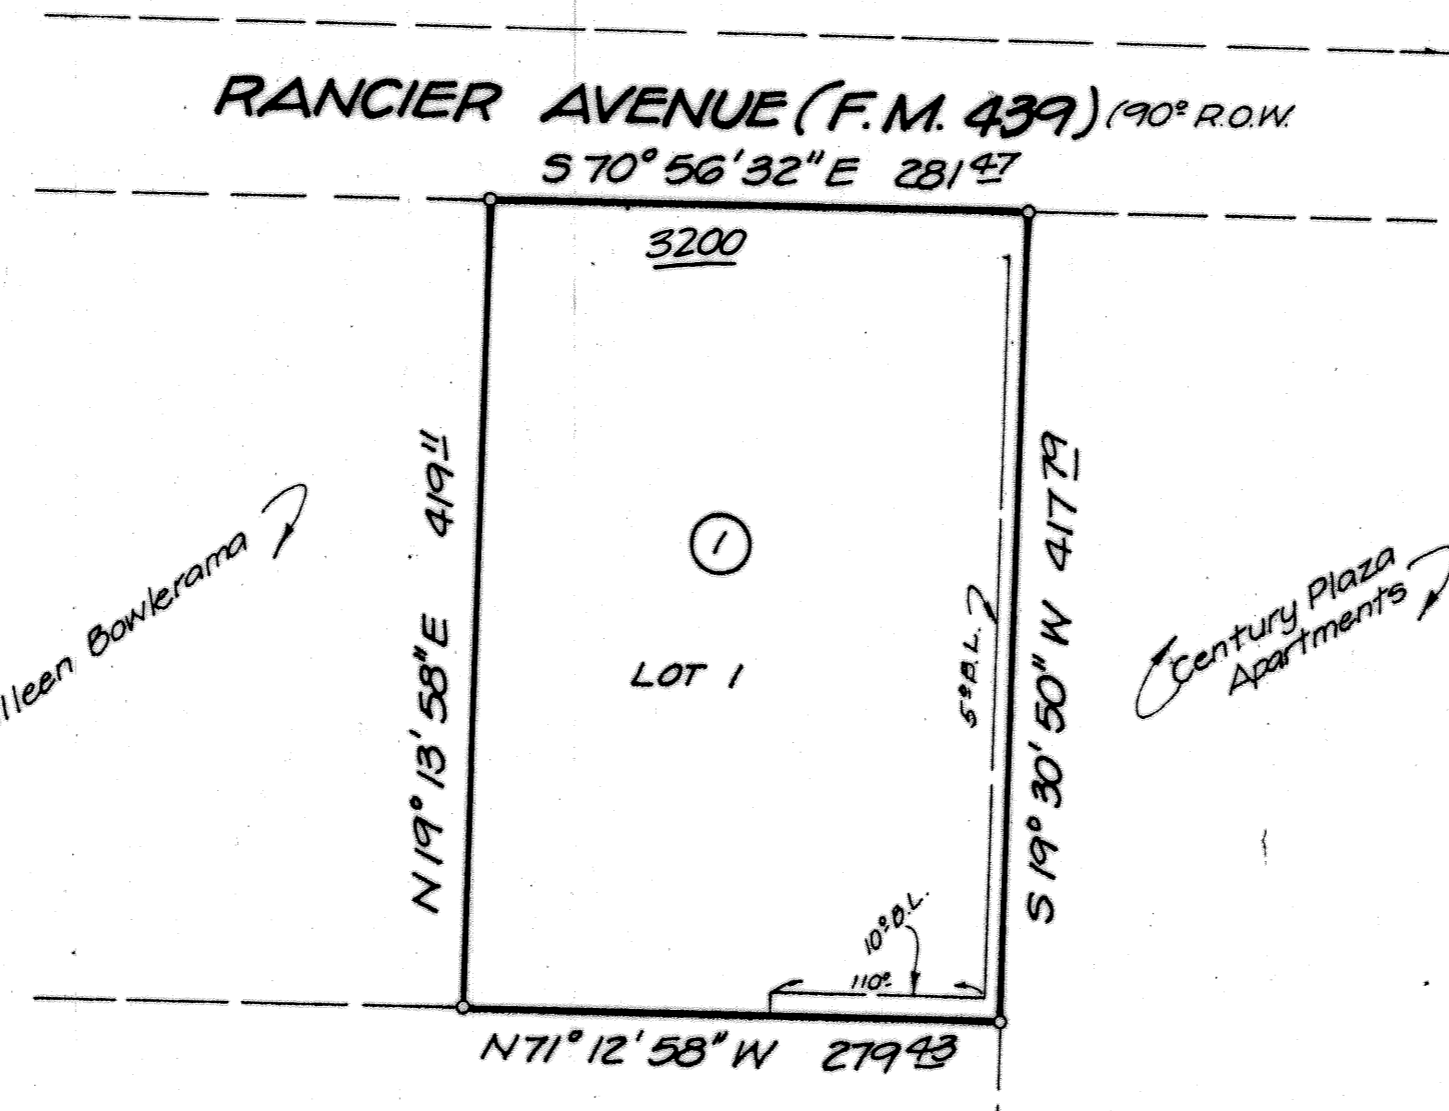 RANCIER AVENUE (F.M. 439) (90° R.O.W.
S 70° 56' 32" E 281 47
3200
N 19° 13' 58" E 419 11
1
LOT 1
5° B.L.
S 19° 30' 50" W 417 79
lleen Bowlerama
Century Plaza
Apartments
10° B.L.
110°
N 71° 12' 58" W 279 43